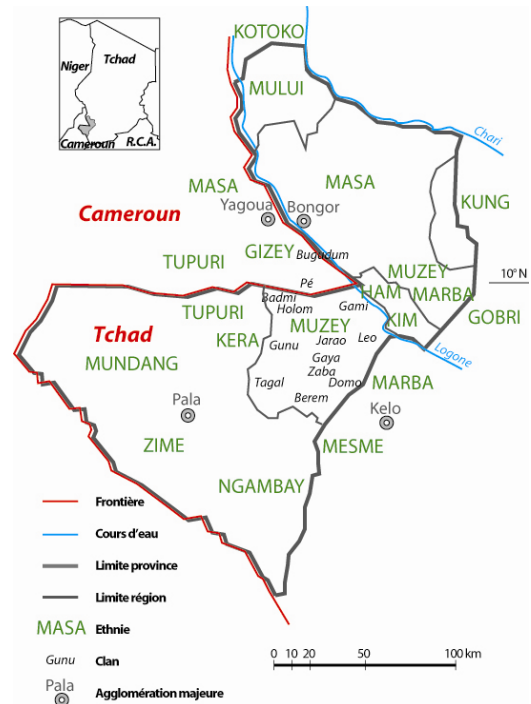 Niger
Tchad
Cameroun
R.C.A.
KOTOKO
MULUI
Chari
MASA
MASA
KUNG
Yagoua
Bongor
Cameroun
GIZEY
Bugudum
TUPURI
MUZEY
10° N
Pé
HAM
MARBA
Badmi
Holom
Gami
GOBRI
TUPURI
MUZEY
KIM
Tchad
KERA
Jarao
Leo
Logone
Gunu
MUNDANG
Gaya
Zaba
Tagal
Domo
MARBA
Pala
Berem
Kelo
ZIME
MESME
NGAMBAY
Frontière
Cours d'eau
Limite province
Limite région
MASA Ethnie
Gunu Clan
Pala Agglomération majeure
0 10 20 50 100 km